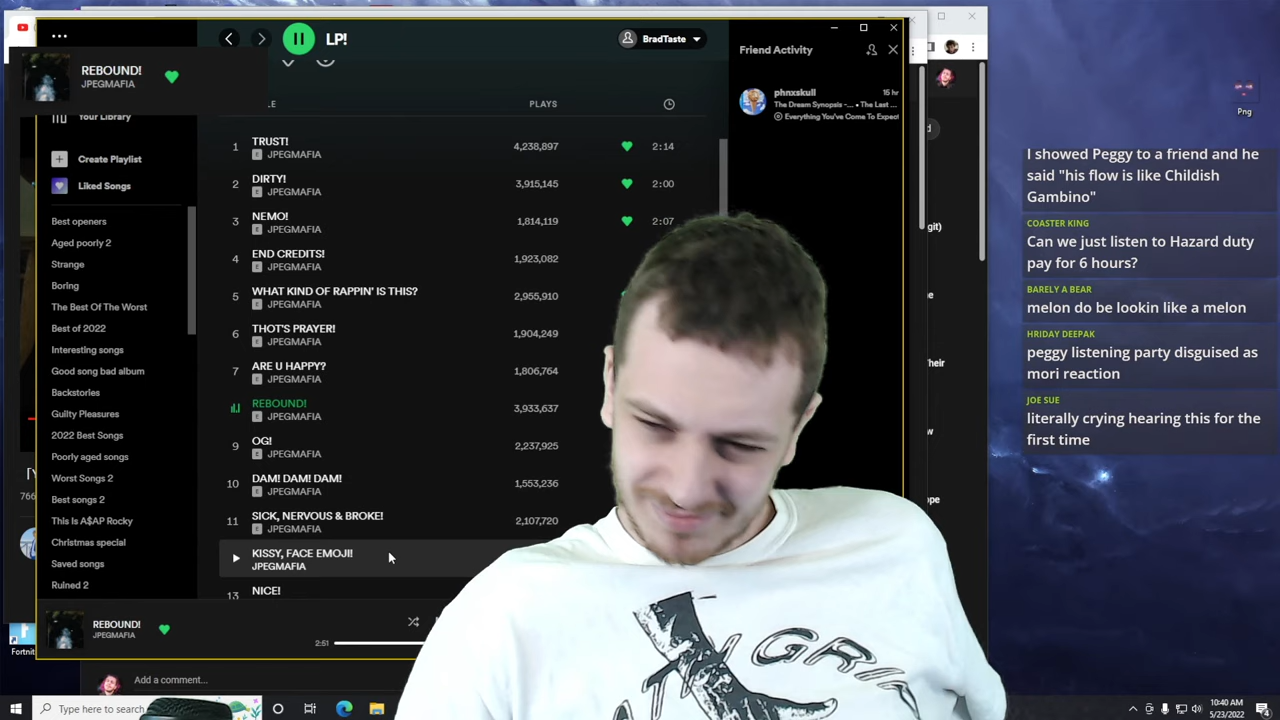 REBOUND!
JPEGMAFIA
LP!
BradTaste
Friend Activity
phnxskull
15 hr
The Dream Synopsis -... • The Last ...
Everything You've Come To Expect
Your Library
Create Playlist
Liked Songs
Best openers
Aged poorly 2
Strange
Boring
The Best Of The Worst
Best of 2022
Interesting songs
Good song bad album
Backstories
Guilty Pleasures
2022 Best Songs
Poorly aged songs
Worst Songs 2
Best songs 2
This Is A$AP Rocky
Christmas special
Saved songs
Ruined 2
PLAYS
1 TRUST! 4,238,897 2:14
E JPEGMAFIA
2 DIRTY! 3,915,145 2:00
E JPEGMAFIA
3 NEMO! 1,814,119 2:07
E JPEGMAFIA
4 END CREDITS! 1,923,082
E JPEGMAFIA
5 WHAT KIND OF RAPPIN' IS THIS? 2,955,910
E JPEGMAFIA
6 THOT'S PRAYER! 1,904,249
E JPEGMAFIA
7 ARE U HAPPY? 1,806,764
E JPEGMAFIA
REBOUND! 3,933,637
E JPEGMAFIA
9 OG! 2,237,925
E JPEGMAFIA
10 DAM! DAM! DAM! 1,553,236
E JPEGMAFIA
11 SICK, NERVOUS & BROKE! 2,107,720
E JPEGMAFIA
KISSY, FACE EMOJI!
JPEGMAFIA
13 NICE!
REBOUND!
JPEGMAFIA
2:51
Add a comment...
Type here to search
10:40 AM
5/23/2022
Png
I showed Peggy to a friend and he
said "his flow is like Childish
Gambino"
COASTER KING
Can we just listen to Hazard duty
pay for 6 hours?
BARELY A BEAR
melon do be lookin like a melon
HRIDAY DEEPAK
peggy listening party disguised as
mori reaction
JOE SUE
literally crying hearing this for the
first time